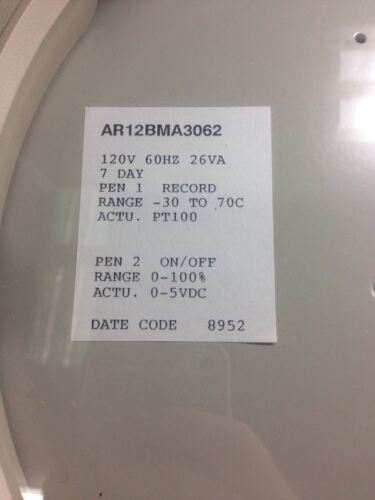 AR12BMA3062
120V 60HZ 26VA
7 DAY
PEN 1 RECORD
RANGE -30 TO 70C
ACTU. PT100
PEN 2 ON/OFF
RANGE 0-100%
ACTU. 0-5VDC
DATE CODE 8952